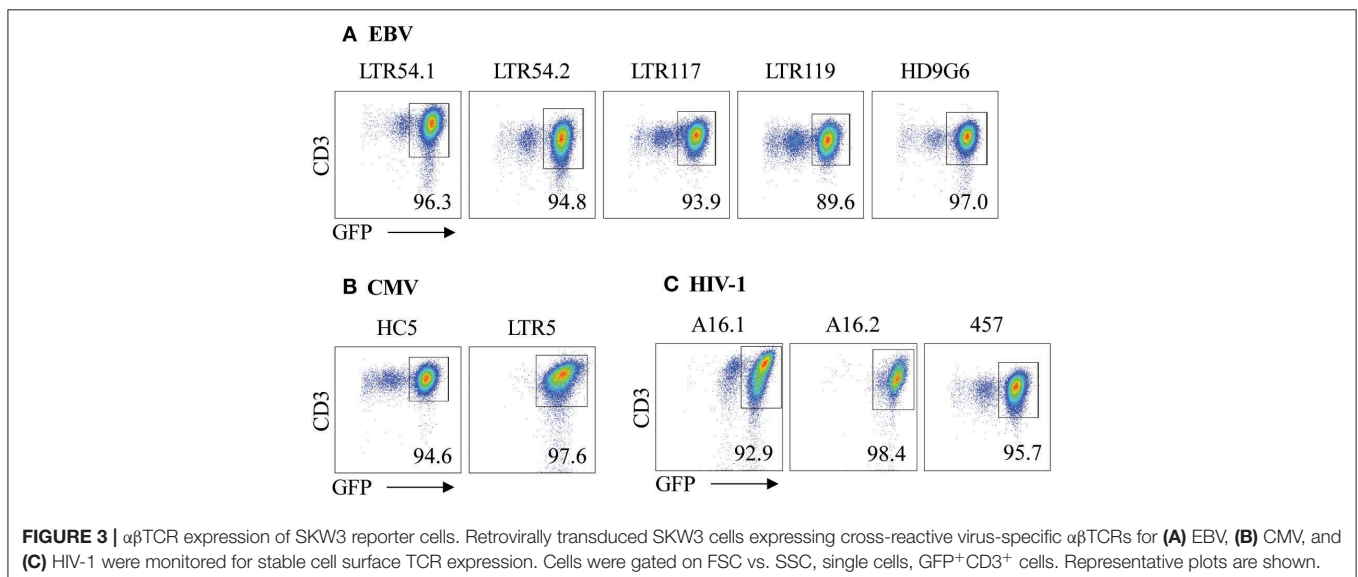 A EBV
LTR54.1 LTR54.2 LTR117 LTR119 HD9G6
CD3
96.3 94.8 93.9 89.6 97.0
GFP
B CMV
C HIV-1
HC5 LTR5
A16.1 A16.2 457
CD3
CD3
94.6 97.6
92.9 98.4 95.7
GFP
GFP
FIGURE 3 | αβTCR expression of SKW3 reporter cells. Retrovirally transduced SKW3 cells expressing cross-reactive virus-specific αβTCRs for (A) EBV, (B) CMV, and
(C) HIV-1 were monitored for stable cell surface TCR expression. Cells were gated on FSC vs. SSC, single cells, GFP⁺CD3⁺ cells. Representative plots are shown.